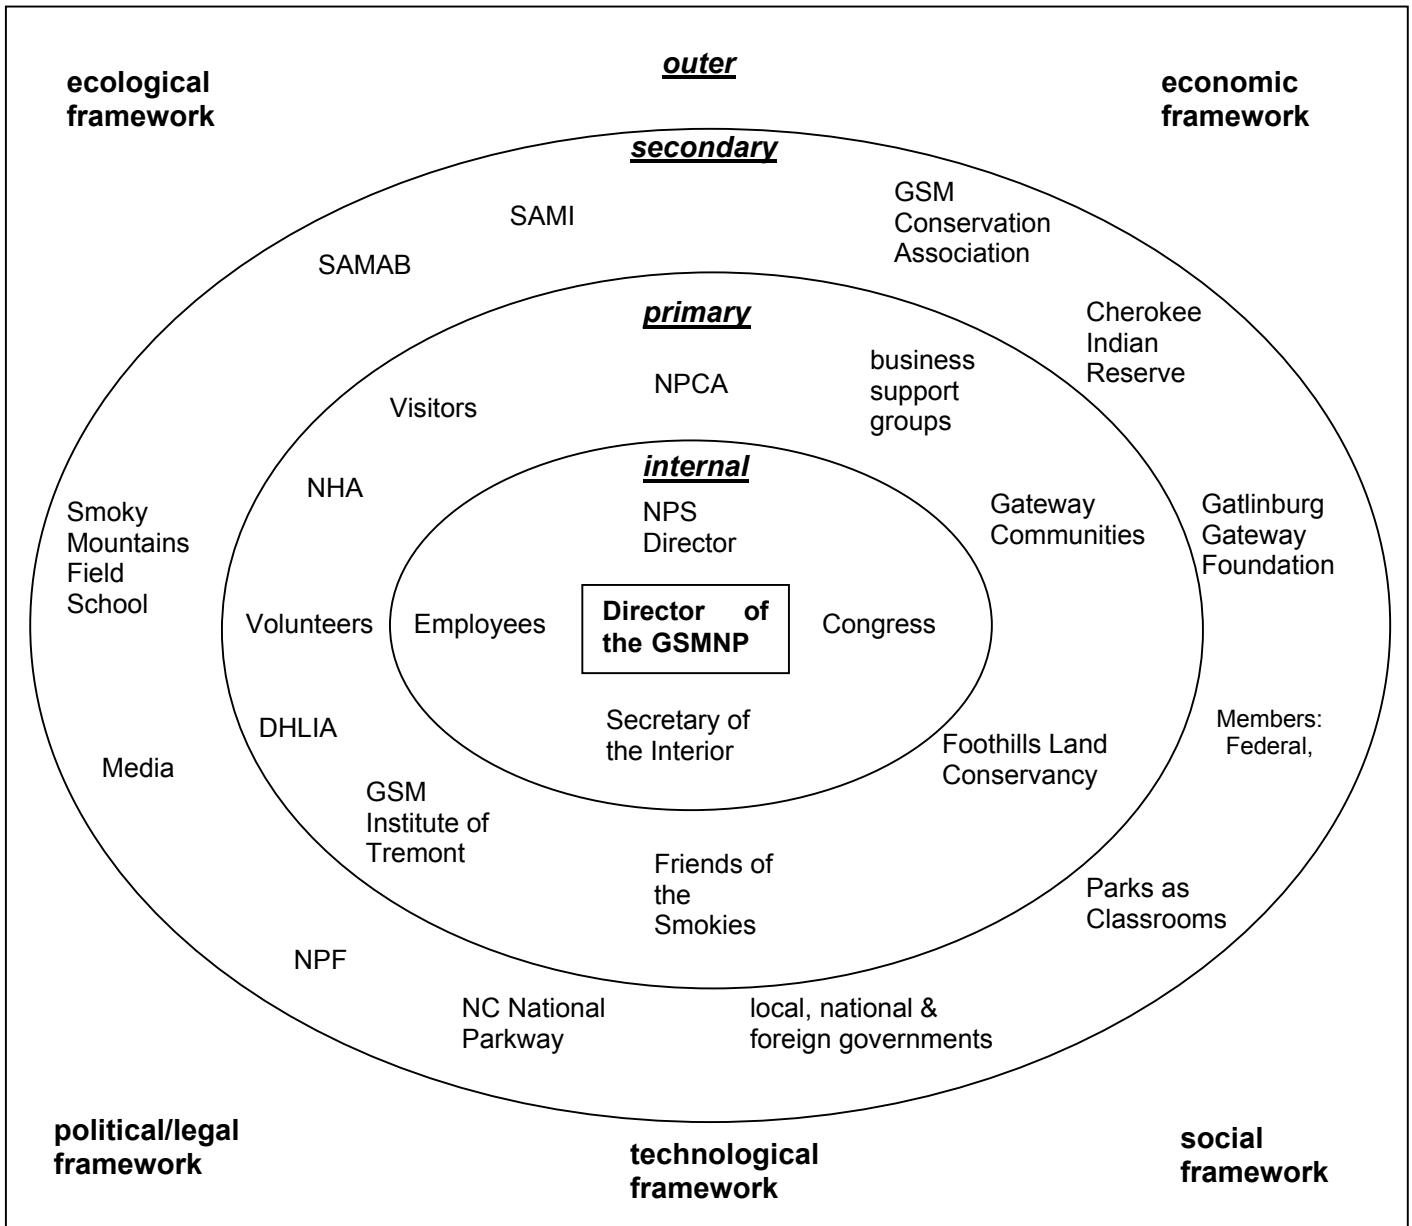 outer
ecological
framework
economic
framework
secondary
SAMI
GSM
Conservation
Association
SAMAB
primary
Cherokee
Indian
Reserve
NPCA
business
support
groups
Visitors
internal
NHA
NPS
Director
Gateway
Communities
Smoky
Mountains
Field
School
Gatlinburg
Gateway
Foundation
Volunteers
Employees
Director of
the GSMNP
Congress
DHLIA
Secretary of
the Interior
Foothills Land
Conservancy
Members:
Federal,
Media
GSM
Institute of
Tremont
Friends of
the
Smokies
Parks as
Classrooms
NPF
NC National
Parkway
local, national &
foreign governments
political/legal
framework
technological
framework
social
framework